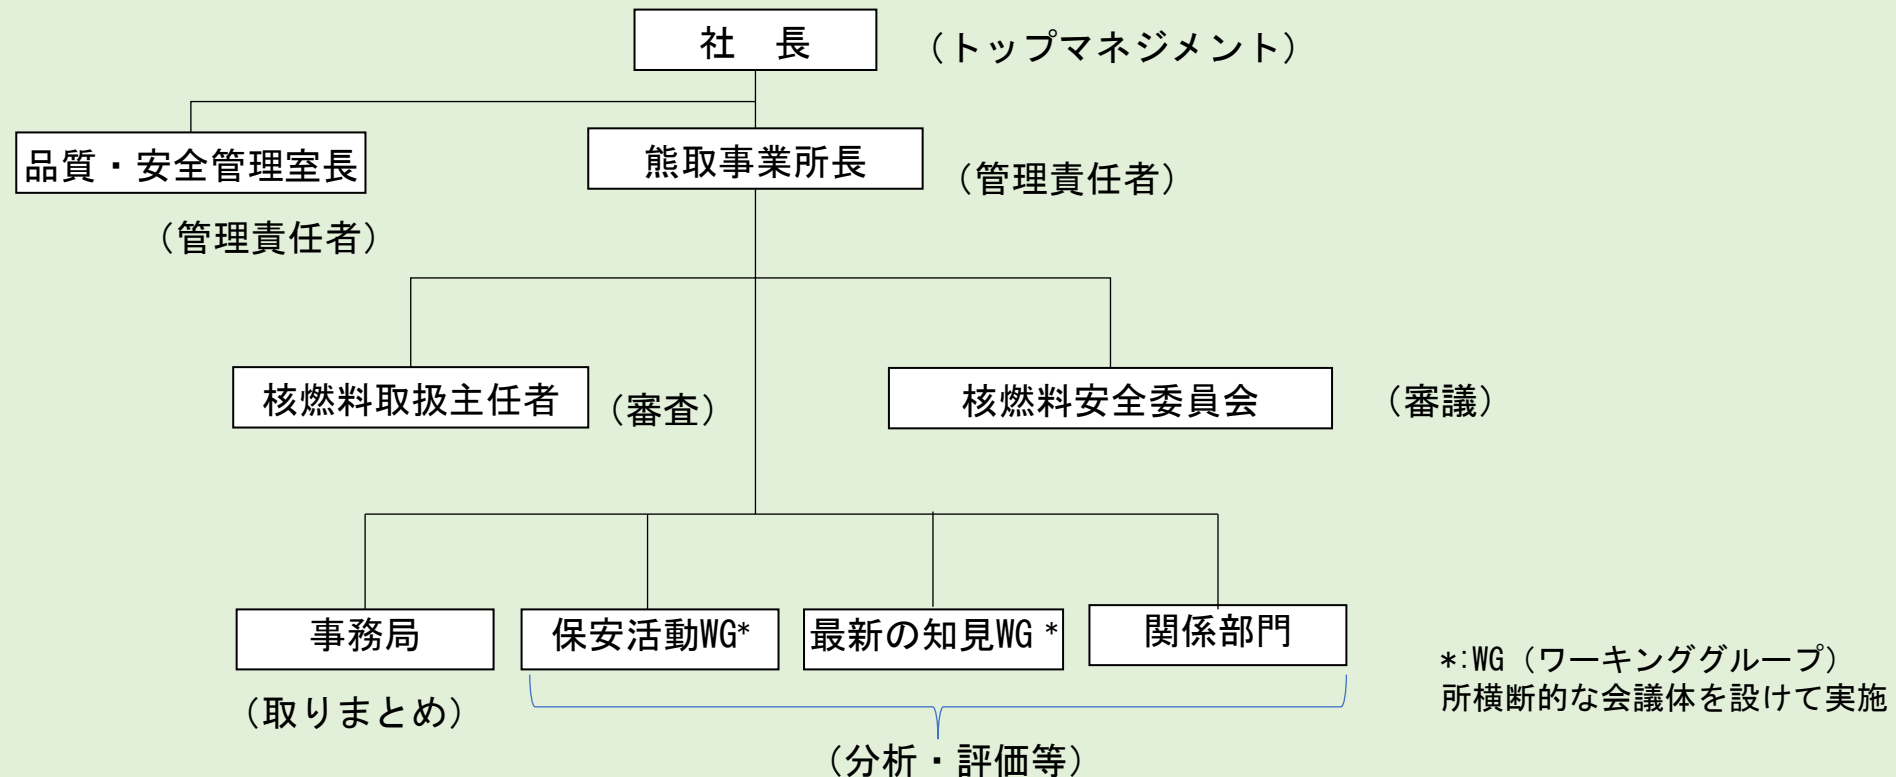 社　長
（トップマネジメント）
品質・安全管理室長
熊取事業所長
（管理責任者）
（管理責任者）
核燃料取扱主任者
（審査）
核燃料安全委員会
（審議）
事務局
保安活動WG*
最新の知見WG *
関係部門
*:WG（ワーキンググループ）
所横断的な会議体を設けて実施
（取りまとめ）
（分析・評価等）